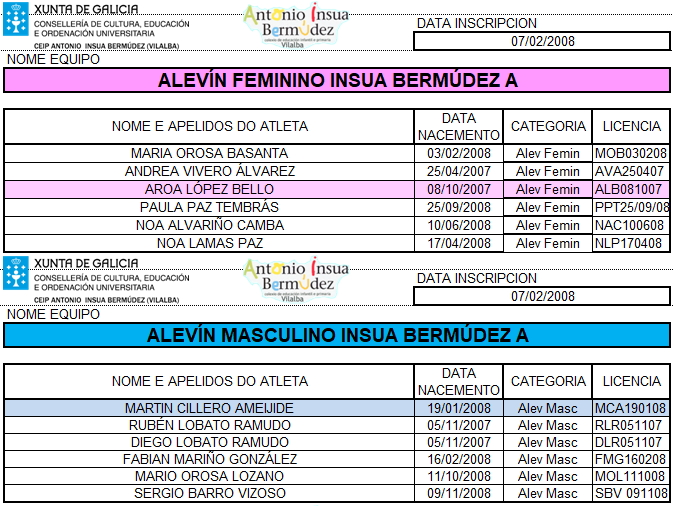 XUNTA DE GALICIA
CONSELLERÍA DE CULTURA, EDUCACIÓN
E ORDENACIÓN UNIVERSITARIA
CEIP ANTONIO INSUA BERMÚDEZ (VILALBA)
Antonio Insua
Bermúdez
Vilalba
DATA INSCRIPCION
07/02/2008
NOME EQUIPO
ALEVÍN FEMININO INSUA BERMÚDEZ A
NOME E APELIDOS DO ATLETA DATA NACEMENTO CATEGORIA LICENCIA
MARIA OROSA BASANTA 03/02/2008 Alev Femin MOB030208
ANDREA VIVERO ÁLVAREZ 25/04/2007 Alev Femin AVA250407
AROA LÓPEZ BELLO 08/10/2007 Alev Femin ALB081007
PAULA PAZ TEMBRÁS 25/09/2008 Alev Femin PPT25/09/08
NOA ALVARIÑO CAMBA 10/06/2008 Alev Femin NAC100608
NOA LAMAS PAZ 17/04/2008 Alev Femin NLP170408
XUNTA DE GALICIA
CONSELLERÍA DE CULTURA, EDUCACIÓN
E ORDENACIÓN UNIVERSITARIA
CEIP ANTONIO INSUA BERMÚDEZ (VILALBA)
Antonio Insua
Bermúdez
Vilalba
DATA INSCRIPCION
07/02/2008
NOME EQUIPO
ALEVÍN MASCULINO INSUA BERMÚDEZ A
NOME E APELIDOS DO ATLETA DATA NACEMENTO CATEGORIA LICENCIA
MARTIN CILLERO AMEIJIDE 19/01/2008 Alev Masc MCA190108
RUBÉN LOBATO RAMUDO 05/11/2007 Alev Masc RLR051107
DIEGO LOBATO RAMUDO 05/11/2007 Alev Masc DLR051107
FABIAN MARIÑO GONZÁLEZ 16/02/2008 Alev Masc FMG160208
MARIO OROSA LOZANO 11/10/2008 Alev Masc MOL111008
SERGIO BARRO VIZOSO 09/11/2008 Alev Masc SBV 091108